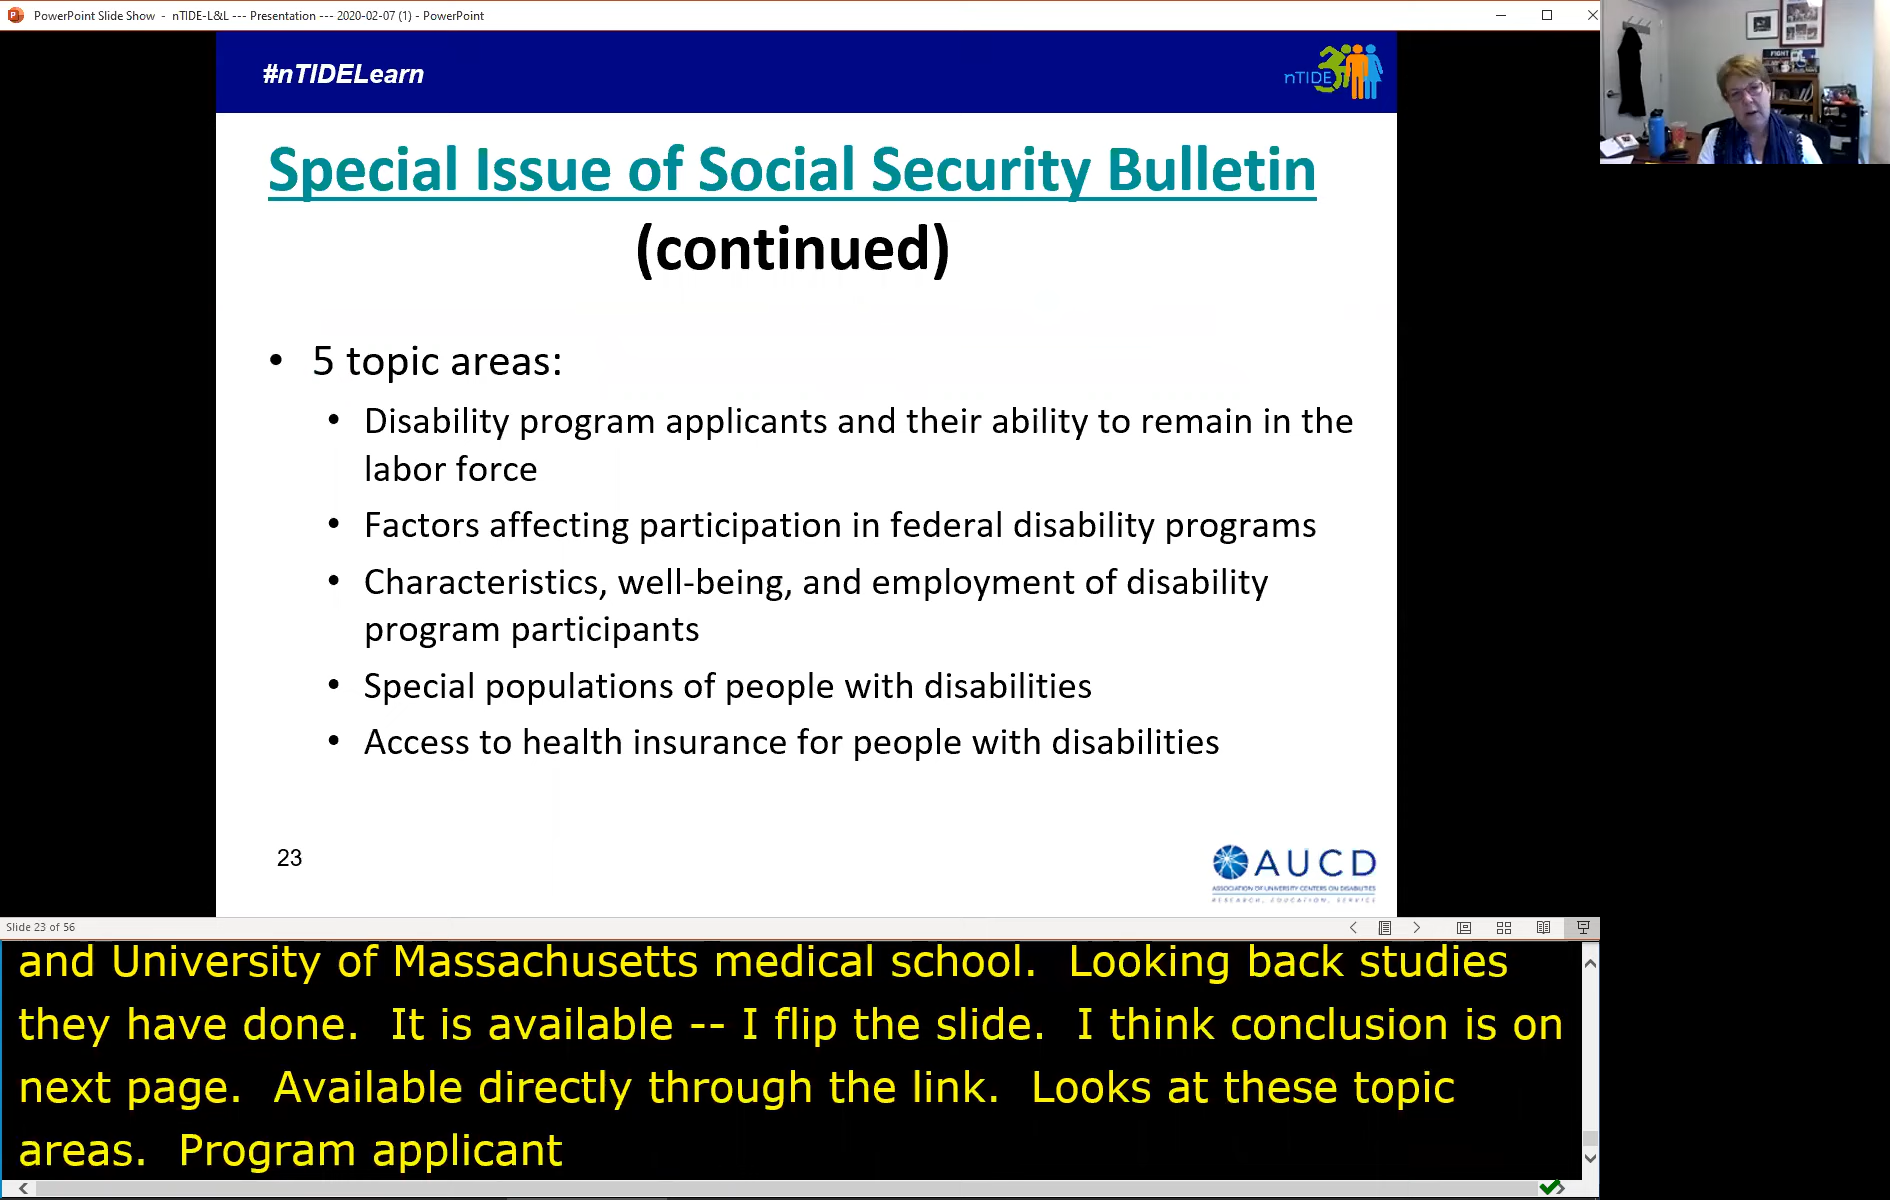 PowerPoint Slide Show - nTIDE-L&L --- Presentation --- 2020-02-07 (1) - PowerPoint
#nTIDELearn
nTIDE
Special Issue of Social Security Bulletin
(continued)
• 5 topic areas:
• Disability program applicants and their ability to remain in the
labor force
• Factors affecting participation in federal disability programs
• Characteristics, well-being, and employment of disability
program participants
• Special populations of people with disabilities
• Access to health insurance for people with disabilities
23
AUCD
ASSOCIATION OF UNIVERSITY CENTERS ON DISABILITIES
RESEARCH, EDUCATION, SERVICE
Slide 23 of 56
and University of Massachusetts medical school.  Looking back studies
they have done.  It is available -- I flip the slide.  I think conclusion is on
next page.  Available directly through the link.  Looks at these topic
areas.  Program applicant
FIGHT